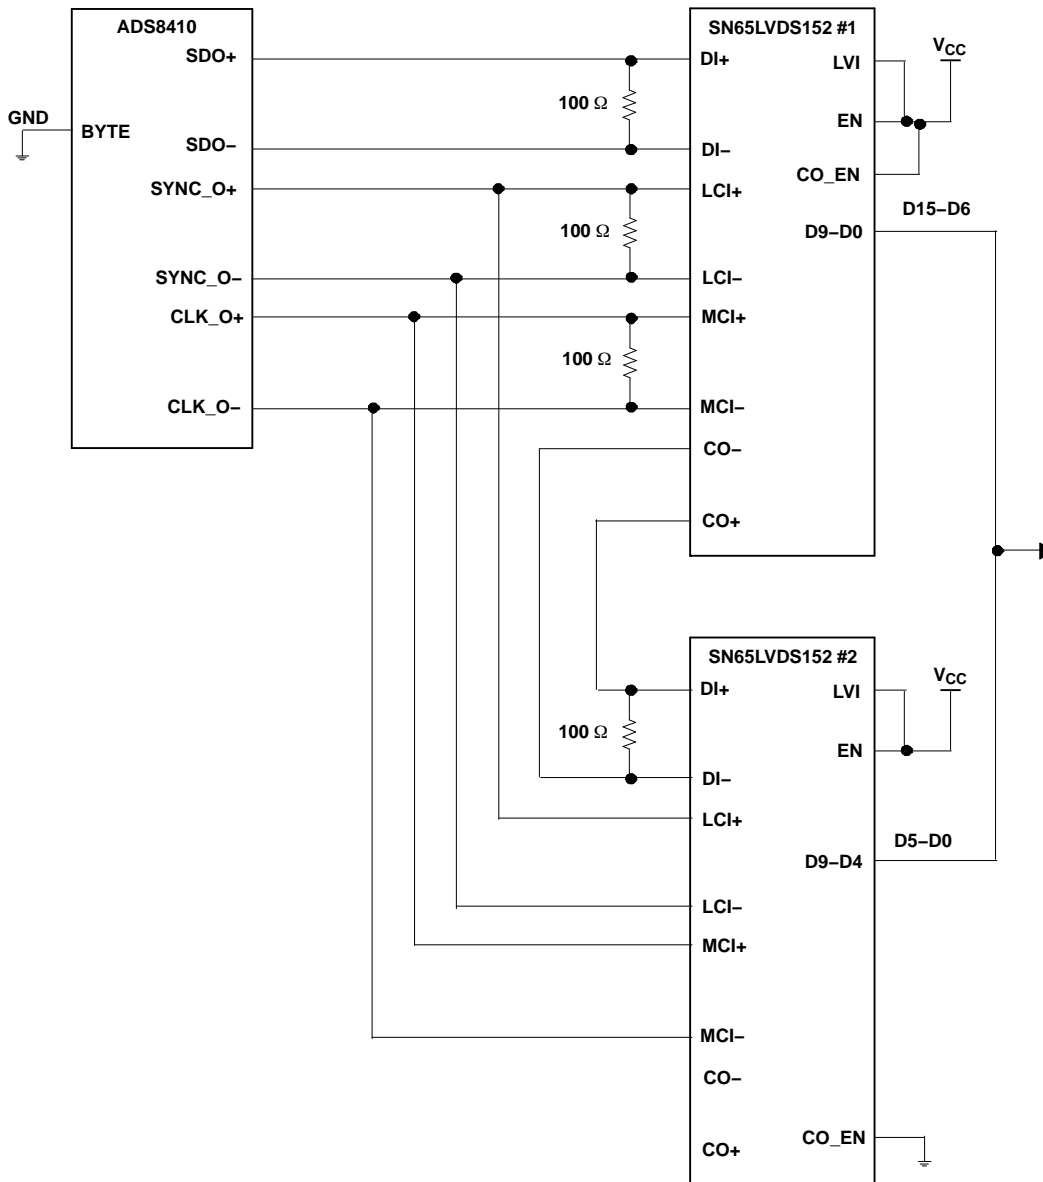 ADS8410
SDO+
GND
BYTE
SDO−
SYNC_O+
SYNC_O−
CLK_O+
CLK_O−
100 Ω
100 Ω
100 Ω
SN65LVDS152 #1
DI+
LVI
VCC
EN
DI−
CO_EN
LCI+
D15−D6
D9−D0
LCI−
MCI+
MCI−
CO−
CO+
SN65LVDS152 #2
DI+
LVI
VCC
100 Ω
EN
DI−
LCI+
D5−D0
D9−D4
LCI−
MCI+
MCI−
CO−
CO_EN
CO+